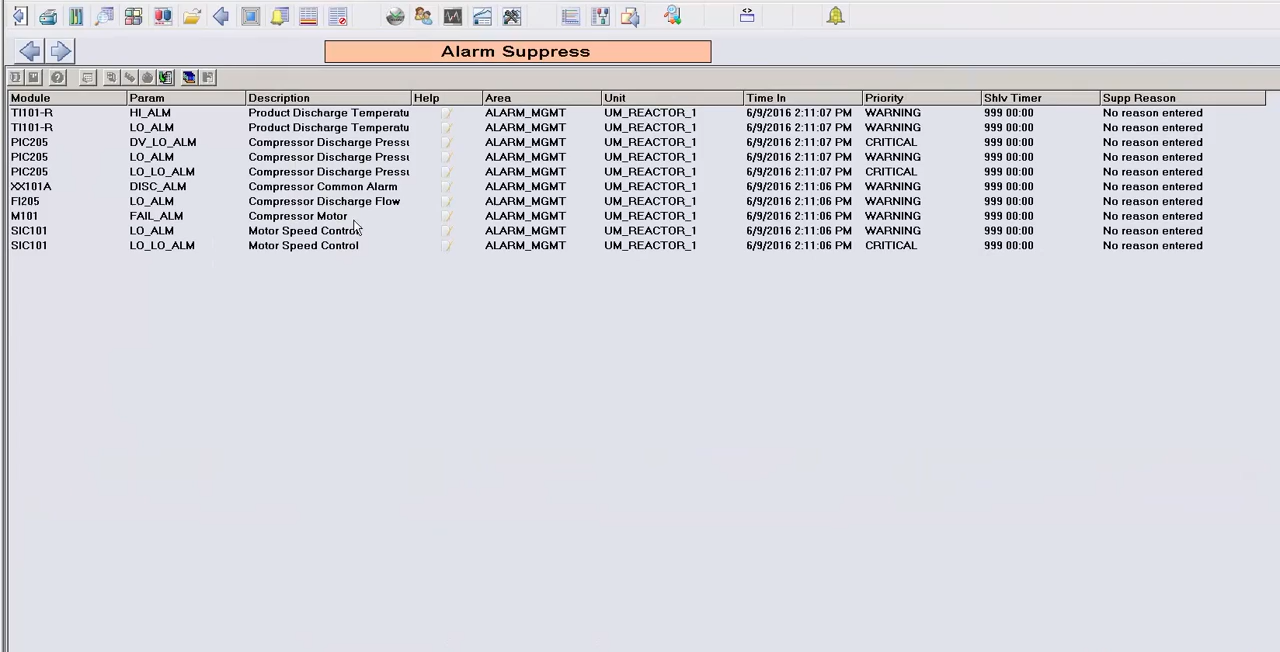 Alarm Suppress
Module Param Description Help Area Unit Time In Priority Shlv Timer Supp Reason
TI101-R HI_ALM Product Discharge Temperatu ALARM_MGMT UM_REACTOR_1 6/9/2016 2:11:07 PM WARNING 999 00:00 No reason entered
TI101-R LO_ALM Product Discharge Temperatu ALARM_MGMT UM_REACTOR_1 6/9/2016 2:11:07 PM WARNING 999 00:00 No reason entered
PIC205 DV_LO_ALM Compressor Discharge Pressu ALARM_MGMT UM_REACTOR_1 6/9/2016 2:11:07 PM CRITICAL 999 00:00 No reason entered
PIC205 LO_ALM Compressor Discharge Pressu ALARM_MGMT UM_REACTOR_1 6/9/2016 2:11:07 PM WARNING 999 00:00 No reason entered
PIC205 LO_LO_ALM Compressor Discharge Pressu ALARM_MGMT UM_REACTOR_1 6/9/2016 2:11:07 PM CRITICAL 999 00:00 No reason entered
XX101A DISC_ALM Compressor Common Alarm ALARM_MGMT UM_REACTOR_1 6/9/2016 2:11:06 PM WARNING 999 00:00 No reason entered
FI205 LO_ALM Compressor Discharge Flow ALARM_MGMT UM_REACTOR_1 6/9/2016 2:11:06 PM WARNING 999 00:00 No reason entered
M101 FAIL_ALM Compressor Motor ALARM_MGMT UM_REACTOR_1 6/9/2016 2:11:06 PM WARNING 999 00:00 No reason entered
SIC101 LO_ALM Motor Speed Control ALARM_MGMT UM_REACTOR_1 6/9/2016 2:11:06 PM WARNING 999 00:00 No reason entered
SIC101 LO_LO_ALM Motor Speed Control ALARM_MGMT UM_REACTOR_1 6/9/2016 2:11:06 PM CRITICAL 999 00:00 No reason entered